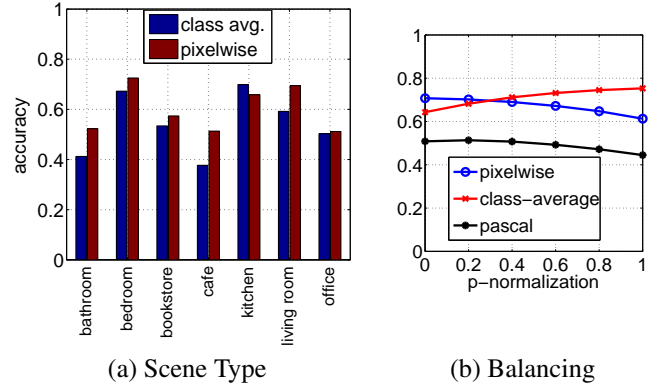 class avg.
pixelwise
accuracy
1
0.8
0.6
0.4
0.2
0
bathroom
bedroom
bookstore
cafe
kitchen
living room
office
(a) Scene Type
1
0.8
0.6
0.4
0.2
0
pixelwise
class-average
pascal
0 0.2 0.4 0.6 0.8 1
p-normalization
(b) Balancing